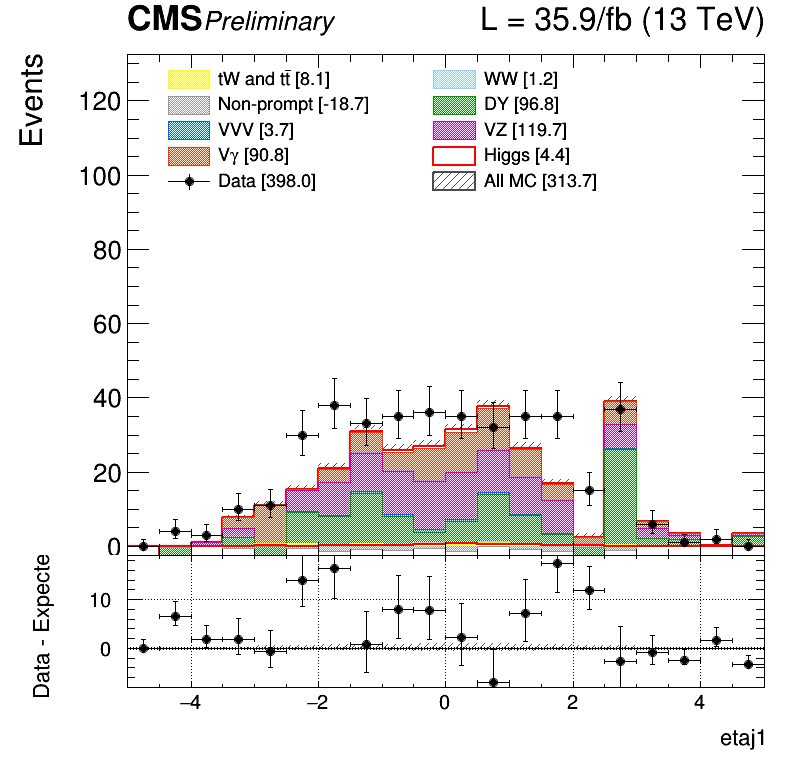 CMS Preliminary L = 35.9/fb (13 TeV)
Events
tW and tt̄ [8.1] WW [1.2]
Non-prompt [-18.7] DY [96.8]
VVV [3.7] VZ [119.7]
Vγ [90.8] Higgs [4.4]
Data [398.0] All MC [313.7]
120
100
80
60
40
20
0
Data - Expecte
10
0
−4 −2 0 2 4
etaj1